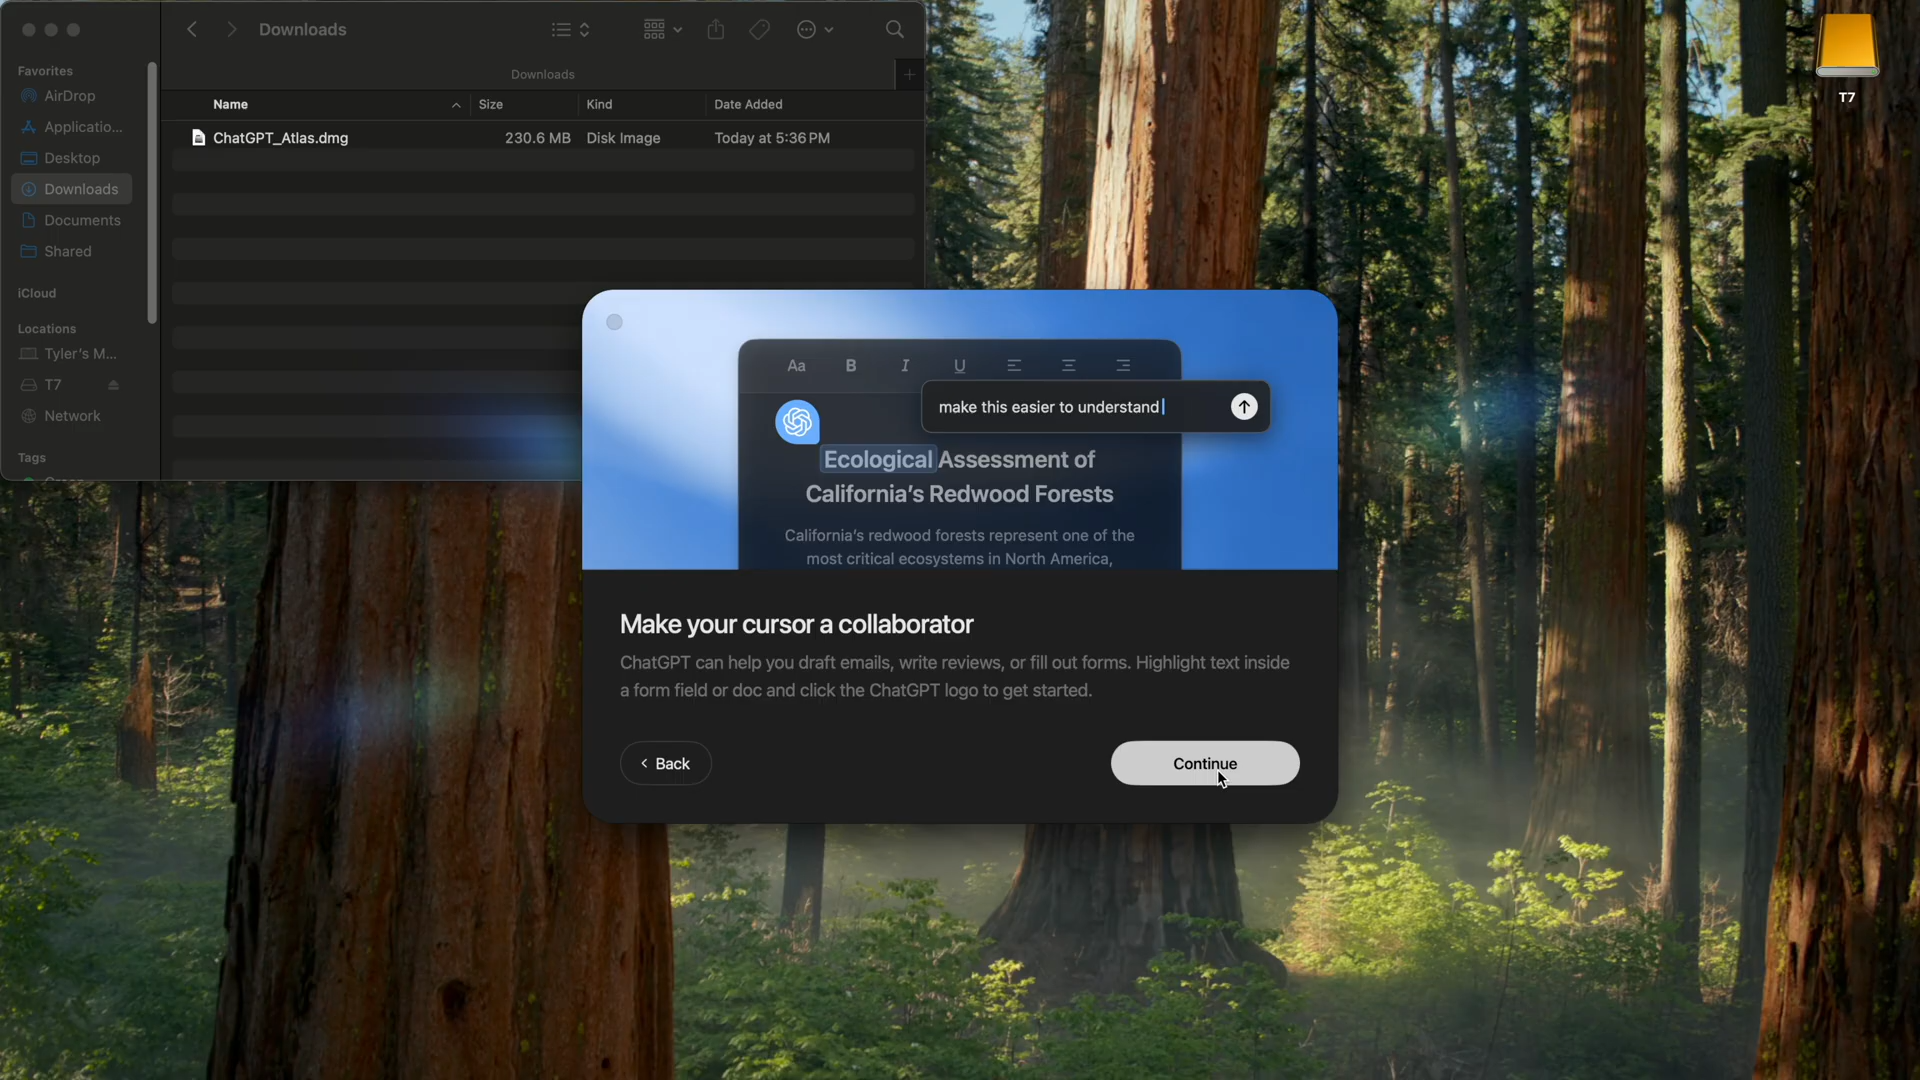 Downloads
Downloads
Favorites
AirDrop
Applicatio...
Desktop
Downloads
Documents
Shared
iCloud
Locations
Tyler's M...
T7
Network
Tags
Name
Size
Kind
Date Added
ChatGPT_Atlas.dmg
230.6 MB
Disk Image
Today at 5:36 PM
T7
Aa B I U
make this easier to understand
Ecological Assessment of
California's Redwood Forests
California's redwood forests represent one of the
most critical ecosystems in North America,
Make your cursor a collaborator
ChatGPT can help you draft emails, write reviews, or fill out forms. Highlight text inside
a form field or doc and click the ChatGPT logo to get started.
Back
Continue